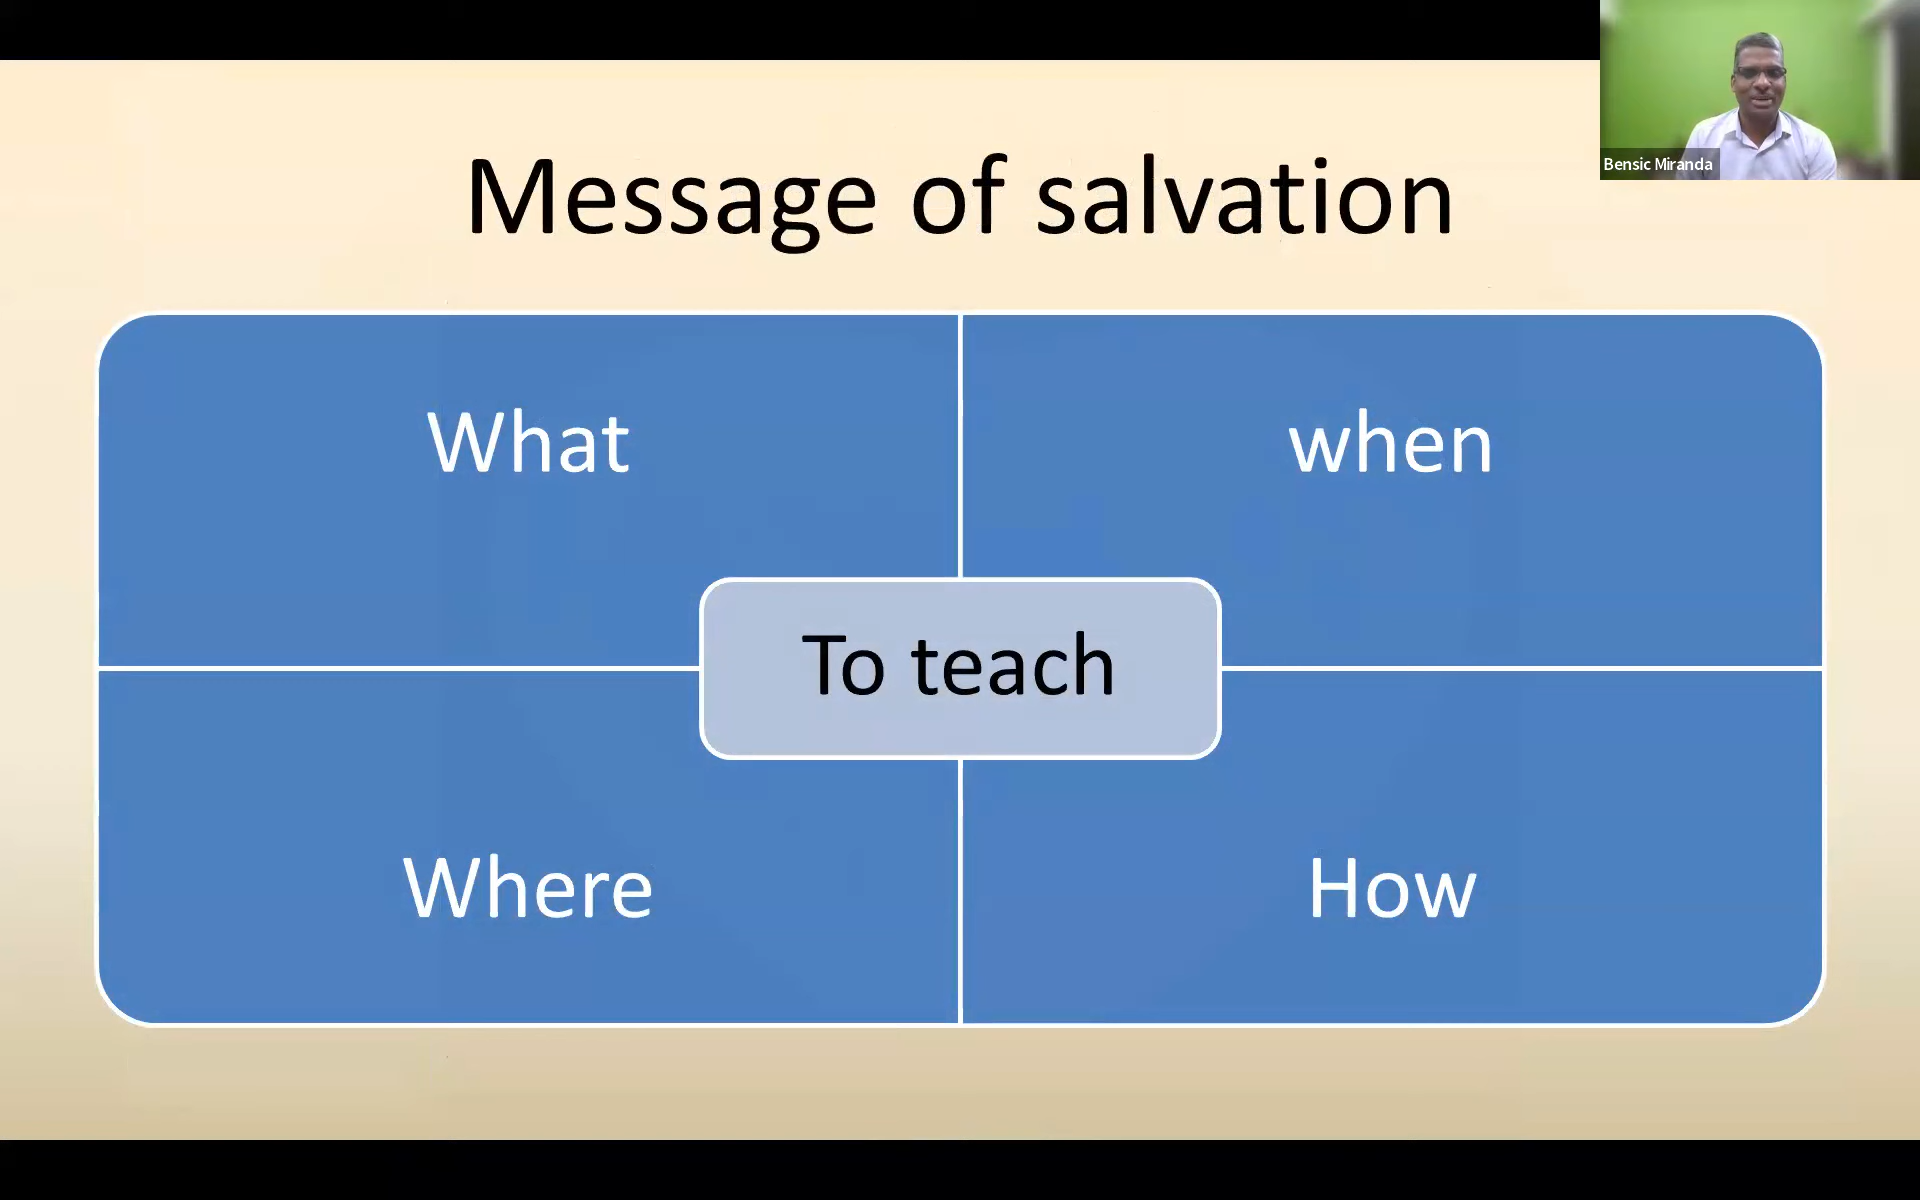 Bensic Miranda
Message of salvation
What
when
To teach
Where
How